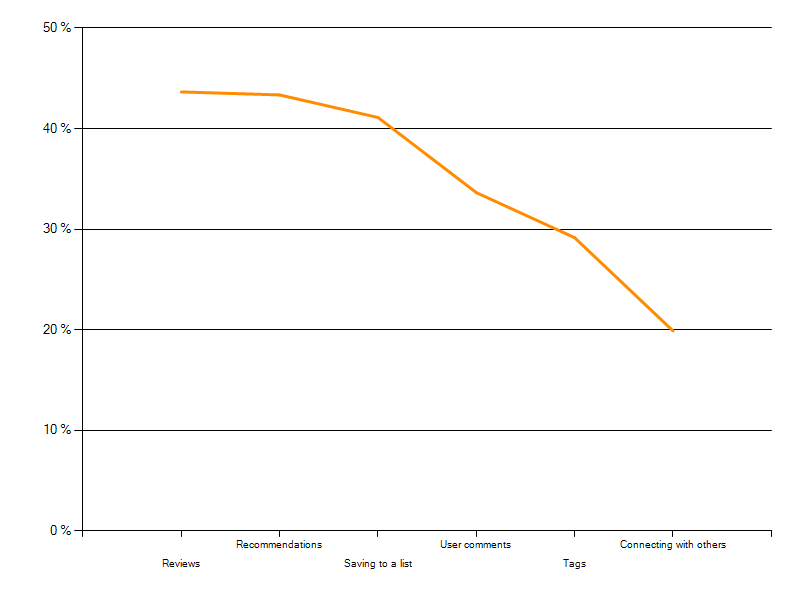 50 %
40 %
30 %
20 %
10 %
0 %
Recommendations
User comments
Connecting with others
Reviews
Saving to a list
Tags